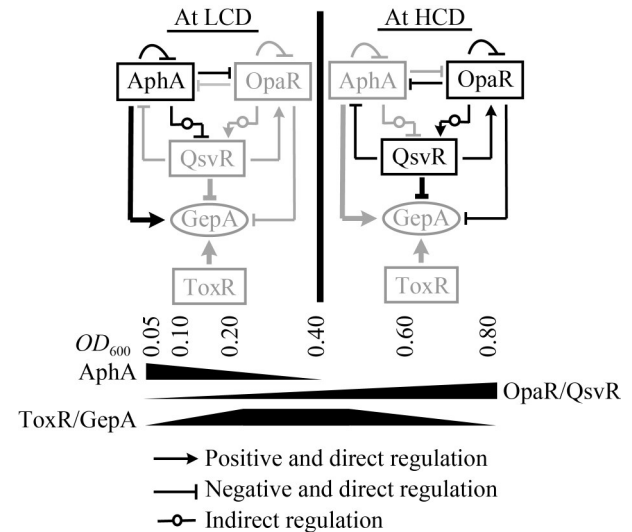 At LCD
At HCD
AphA
OpaR
AphA
OpaR
QsvR
QsvR
GepA
GepA
ToxR
ToxR
OD600 0.05 0.10 0.20 0.40 0.60 0.80
AphA
OpaR/QsvR
ToxR/GepA
Positive and direct regulation
Negative and direct regulation
Indirect regulation